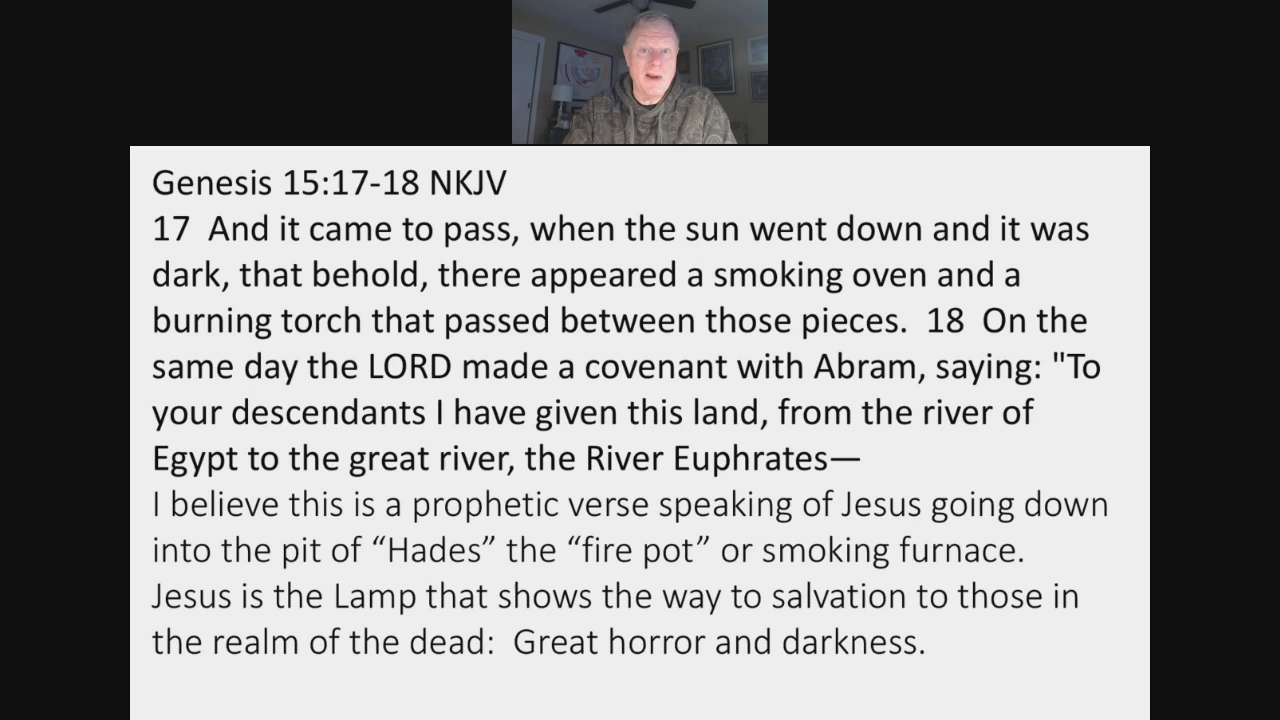 Genesis 15:17-18 NKJV
17  And it came to pass, when the sun went down and it was
dark, that behold, there appeared a smoking oven and a
burning torch that passed between those pieces.  18  On the
same day the LORD made a covenant with Abram, saying: "To
your descendants I have given this land, from the river of
Egypt to the great river, the River Euphrates—
I believe this is a prophetic verse speaking of Jesus going down
into the pit of “Hades” the “fire pot” or smoking furnace.
Jesus is the Lamp that shows the way to salvation to those in
the realm of the dead:  Great horror and darkness.